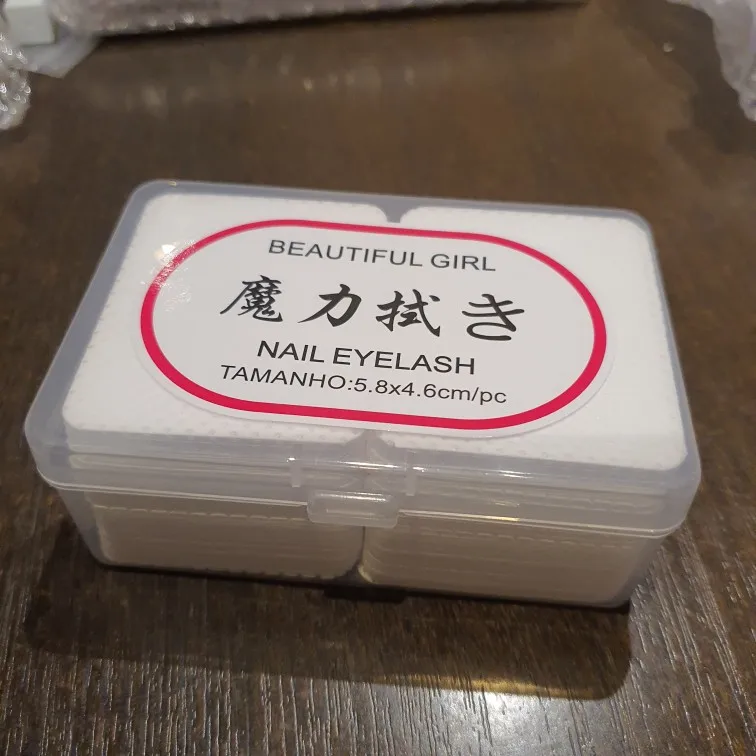 BEAUTIFUL GIRL
魔力拭き
NAIL EYELASH
TAMANHO:5.8x4.6cm/pc